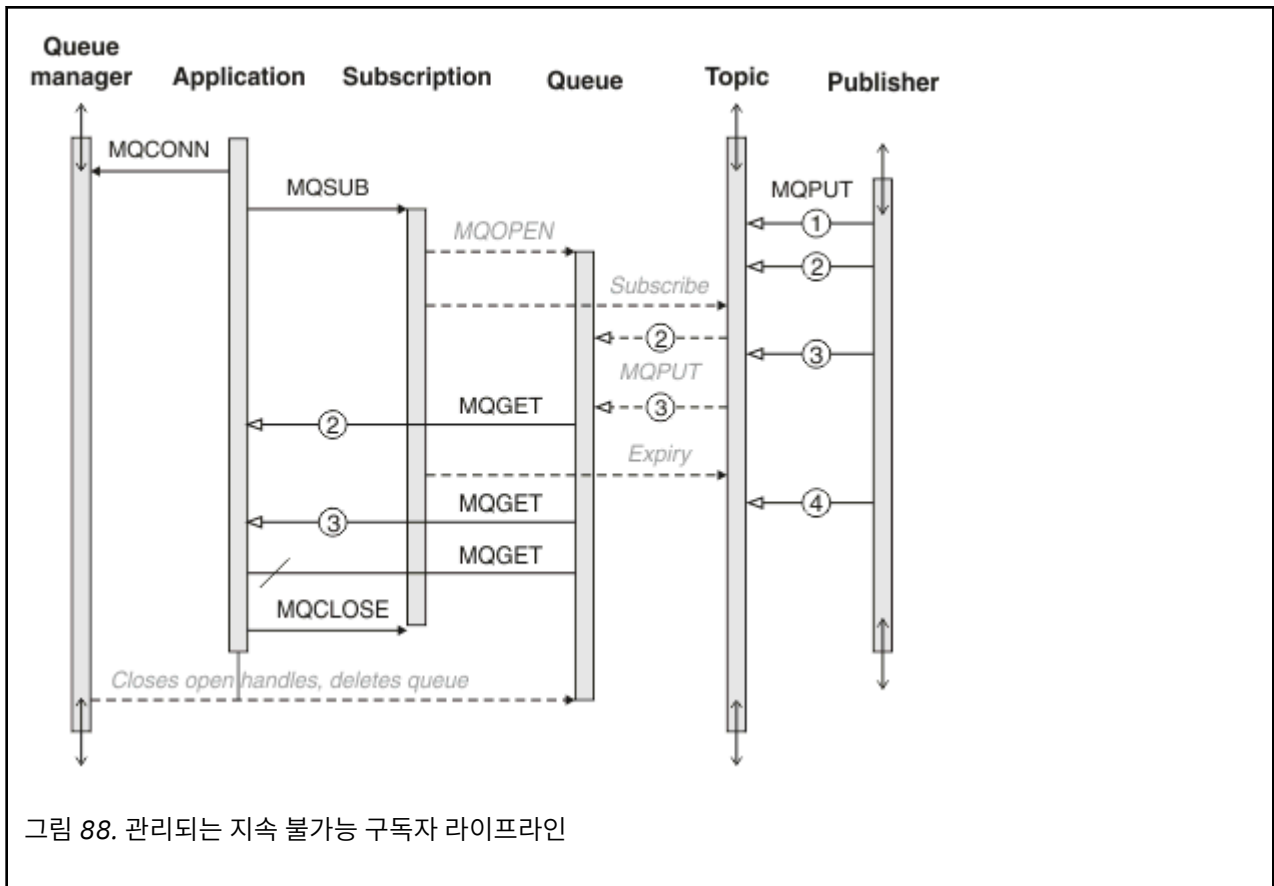 Queue manager
Application
Subscription
Queue
Topic
Publisher
MQCONN
MQSUB
MQPUT
MQOPEN
1
2
Subscribe
2
3
MQPUT
3
MQGET
2
Expiry
MQGET
4
3
MQGET
MQCLOSE
Closes open handles, deletes queue
그림 88. 관리되는 지속 불가능 구독자 라이프라인